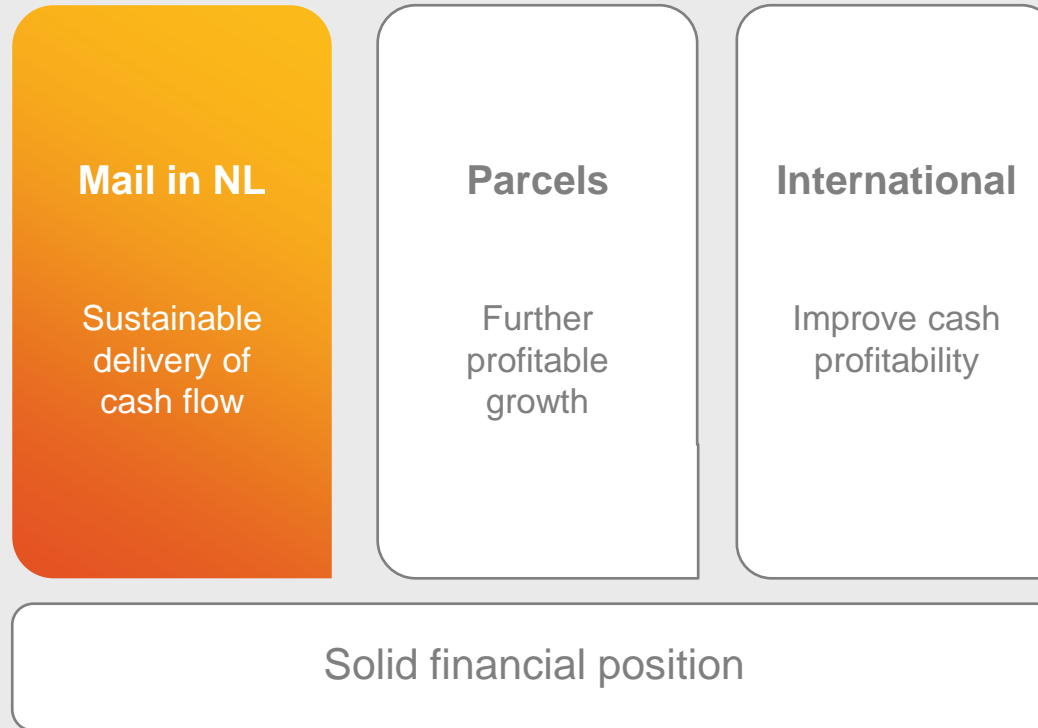 Mail in NL
Sustainable
delivery of
cash flow
Parcels
Further
profitable
growth
International
Improve cash
profitability
Solid financial position